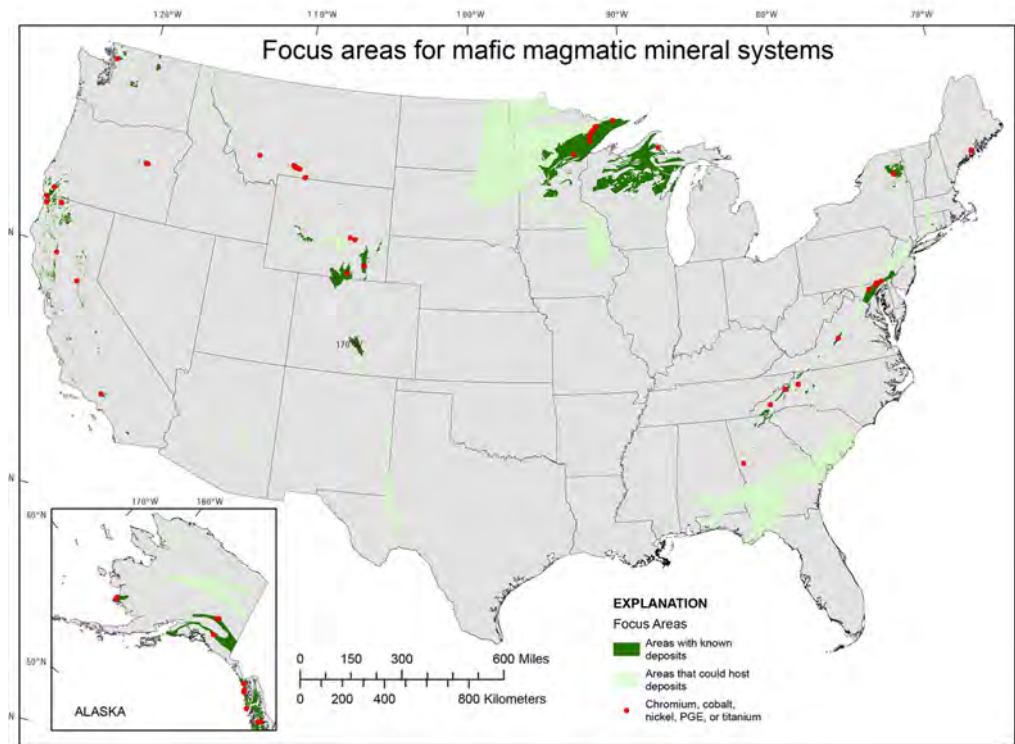 120°W 110°W 100°W 90°W 80°W 70°W
Focus areas for mafic magmatic mineral systems
170°
170°W 160°W
60°N
50°N
ALASKA
0 150 300 600 Miles
0 200 400 800 Kilometers
EXPLANATION
Focus Areas
Areas with known
deposits
Areas that could host
deposits
Chromium, cobalt,
nickel, PGE, or titanium